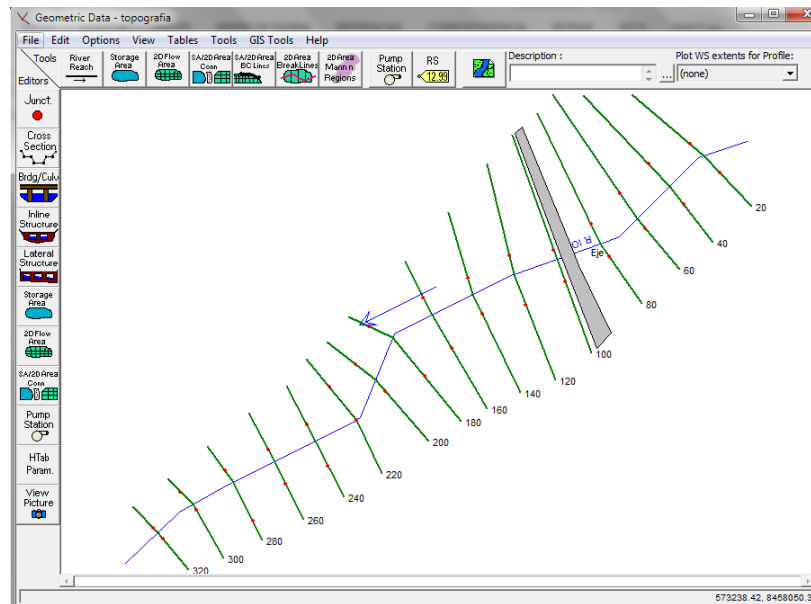 Geometric Data - topografia
File Edit Options View Tables Tools GIS Tools Help
Tools
Editors
River
Reach
Storage
Area
2D Flow
Area
SA/2D Area
Conn
SA/2D Area
BC Lines
2D Area
BreakLines
2D Area
Mann n
Regions
Pump
Station
RS
12.99
Description :
...
Plot WS extents for Profile:
(none)
Junct.
Cross
Section
Brdg/Culv
Inline
Structure
Lateral
Structure
Storage
Area
2D Flow
Area
SA/2D Area
Conn
Pump
Station
HTab
Param.
View
Picture
20
40
60
80
100
120
140
160
180
200
220
240
260
280
300
320
R IO
Eje
573238.42, 8458050.3